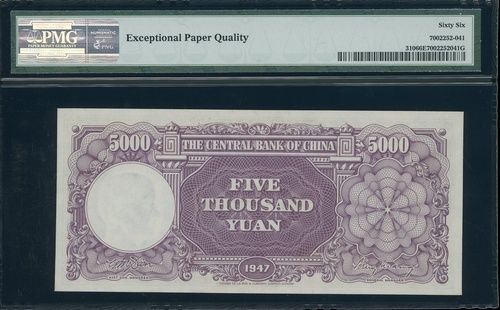 PMG
PAPER MONEY GUARANTY
NUMISMATIC
Exceptional Paper Quality
Sixty Six
7002252-041
31066E7002252041G
5000 THE CENTRAL BANK OF CHINA 5000
FIVE
THOUSAND
YUAN
1947